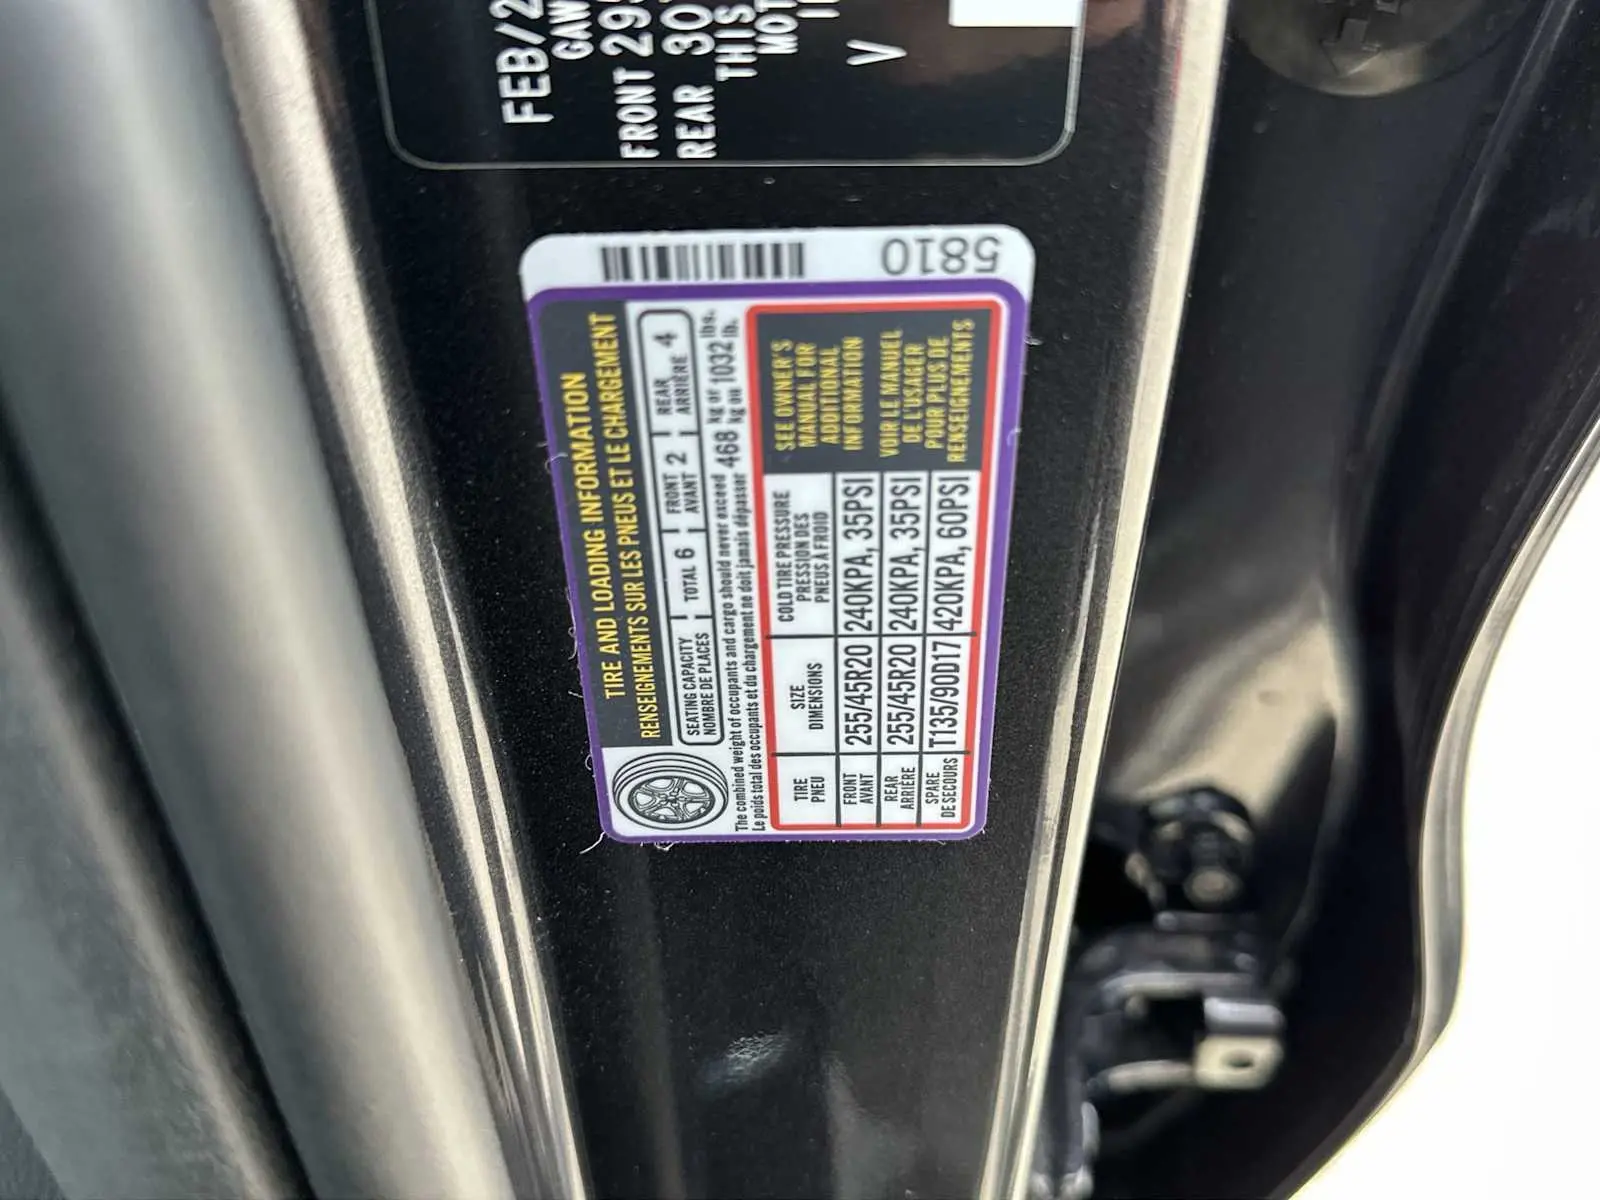 FEB/2
GAW
FRONT 29
REAR 30
THIS
MOT
V
5810
TIRE AND LOADING INFORMATION
RENSEIGNEMENTS SUR LES PNEUS ET LE CHARGEMENT
SEATING CAPACITY
NOMBRE DE PLACES
TOTAL 6
FRONT
AVANT
2
REAR
ARRIÈRE
4
The combined weight of occupants and cargo should never exceed 468 kg or 1032 lbs.
Le poids total des occupants et du chargement ne doit jamais dépasser 468 kg ou 1032 lb.
TIRE
PNEU
SIZE
DIMENSIONS
COLD TIRE PRESSURE
PRESSION DES
PNEUS À FROID
FRONT
AVANT
255/45R20
240KPA, 35PSI
REAR
ARRIÈRE
255/45R20
240KPA, 35PSI
SPARE
DE SECOURS
T135/90D17
420KPA, 60PSI
SEE OWNER'S
MANUAL FOR
ADDITIONAL
INFORMATION
VOIR LE MANUEL
DE L'USAGER
POUR PLUS DE
RENSEIGNEMENTS